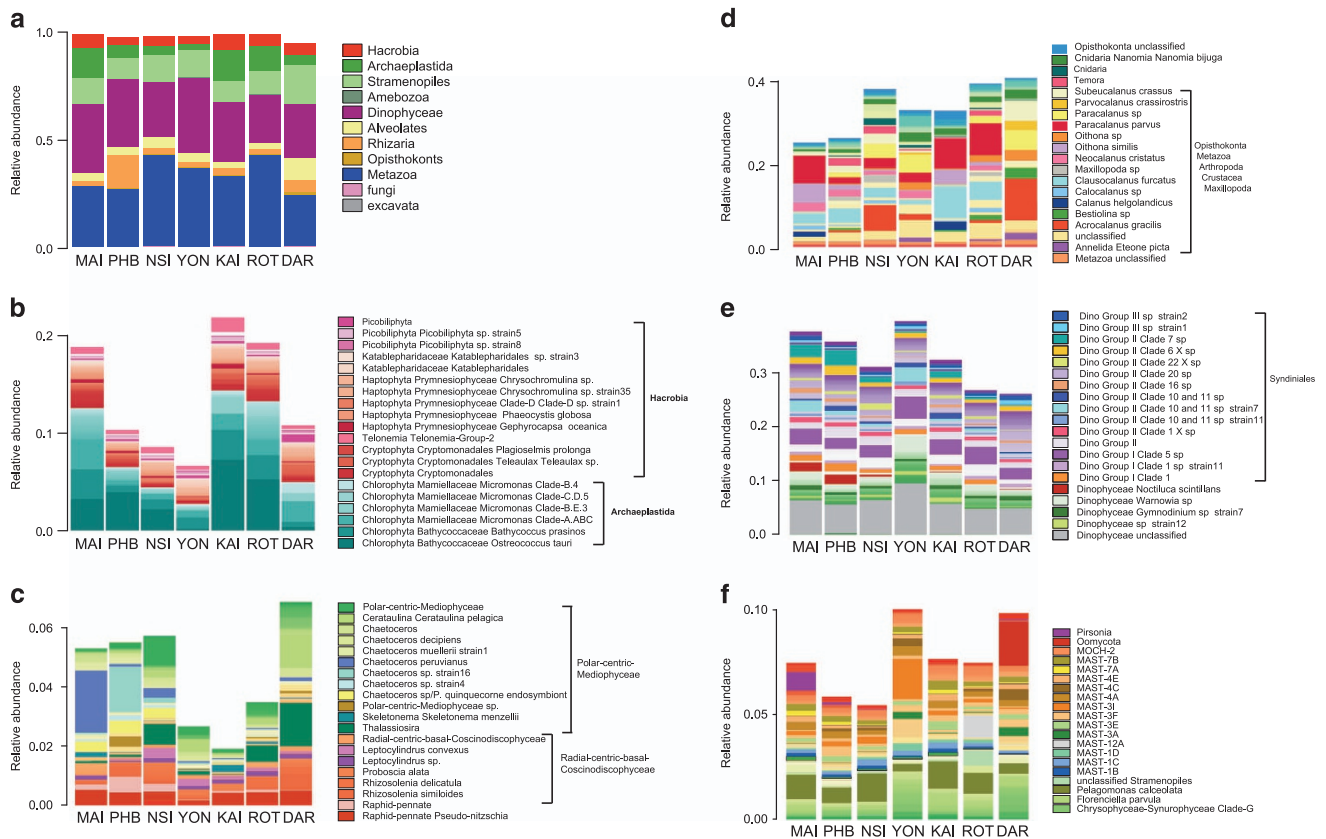 a
1.0
0.5
0.0
Relative abundance
MAI PHB NSI YON KAI ROT DAR
Hacrobia
Archaeplastida
Stramenopiles
Amebozoa
Dinophyceae
Alveolates
Rhizaria
Opisthokonts
Metazoa
fungi
excavata
b
0.2
0.1
0.0
Relative abundance
MAI PHB NSI YON KAI ROT DAR
Picobiliphyta
Picobiliphyta Picobiliphyta sp. strain5
Picobiliphyta Picobiliphyta sp. strain8
Katablepharidaceae Katablepharidales sp. strain3
Katablepharidaceae Katablepharidales
Haptophyta Prymnesiophyceae Chrysochromulina sp.
Haptophyta Prymnesiophyceae Chrysochromulina sp. strain35
Haptophyta Prymnesiophyceae Clade-D Clade-D sp. strain1
Haptophyta Prymnesiophyceae Phaeocystis globosa
Haptophyta Prymnesiophyceae Gephyrocapsa oceanica
Telonemia Telonemia-Group-2
Cryptophyta Cryptomonadales Plagioselmis prolonga
Cryptophyta Cryptomonadales Teleaulax Teleaulax sp.
Cryptophyta Cryptomonadales
Chlorophyta Mamiellaceae Micromonas Clade-B.4
Chlorophyta Mamiellaceae Micromonas Clade-C.D.5
Chlorophyta Mamiellaceae Micromonas Clade-B.E.3
Chlorophyta Mamiellaceae Micromonas Clade-A.ABC
Chlorophyta Bathycoccaceae Bathycoccus prasinos
Chlorophyta Bathycoccaceae Ostreococcus tauri
Hacrobia
Archaeplastida
c
0.06
0.04
0.02
0.00
Relative abundance
MAI PHB NSI YON KAI ROT DAR
Polar-centric-Mediophyceae
Cerataulina Cerataulina pelagica
Chaetoceros
Chaetoceros decipiens
Chaetoceros muellerii strain1
Chaetoceros peruvianus
Chaetoceros sp. strain16
Chaetoceros sp. strain4
Chaetoceros sp/P. quinquecorne endosymbiont
Polar-centric-Mediophyceae sp.
Skeletonema Skeletonema menzellii
Thalassiosira
Radial-centric-basal-Coscinodiscophyceae
Leptocylindrus convexus
Leptocylindrus sp.
Proboscia alata
Rhizosolenia delicatula
Rhizosolenia similoides
Raphid-pennate
Raphid-pennate Pseudo-nitzschia
Polar-centric-
Mediophyceae
Radial-centric-basal-
Coscinodiscophyceae
d
0.4
0.2
0.0
Relative abundance
MAI PHB NSI YON KAI ROT DAR
Opisthokonta unclassified
Cnidaria Nanomia Nanomia bijuga
Cnidaria
Temora
Subeucalanus crassus
Parvocalanus crassirostris
Paracalanus sp
Paracalanus parvus
Oithona sp
Oithona similis
Neocalanus cristatus
Maxillopoda sp
Clausocalanus furcatus
Calocalanus sp
Calanus helgolandicus
Bestiolina sp
Acrocalanus gracilis
unclassified
Annelida Eteone picta
Metazoa unclassified
Opisthokonta
Metazoa
Arthropoda
Crustacea
Maxillopoda
e
0.3
0.2
0.1
0.0
Relative abundance
MAI PHB NSI YON KAI ROT DAR
Dino Group III sp strain2
Dino Group III sp strain1
Dino Group II Clade 7 sp
Dino Group II Clade 6 X sp
Dino Group II Clade 22 X sp
Dino Group II Clade 20 sp
Dino Group II Clade 16 sp
Dino Group II Clade 10 and 11 sp
Dino Group II Clade 10 and 11 sp strain7
Dino Group II Clade 10 and 11 sp strain11
Dino Group II Clade 1 X sp
Dino Group II
Dino Group I Clade 5 sp
Dino Group I Clade 1 sp strain11
Dino Group I Clade 1
Dinophyceae Noctiluca scintillans
Dinophyceae Warnowia sp
Dinophyceae Gymnodinium sp strain7
Dinophyceae sp strain12
Dinophyceae unclassified
Syndiniales
f
0.10
0.05
0.00
Relative abundance
MAI PHB NSI YON KAI ROT DAR
Pirsonia
Oomycota
MOCH-2
MAST-7B
MAST-7A
MAST-4E
MAST-4C
MAST-4A
MAST-3I
MAST-3F
MAST-3E
MAST-3A
MAST-12A
MAST-1D
MAST-1C
MAST-1B
unclassified Stramenopiles
Pelagomonas calceolata
Florenciella parvula
Chrysophyceae-Synurophyceae Clade-G